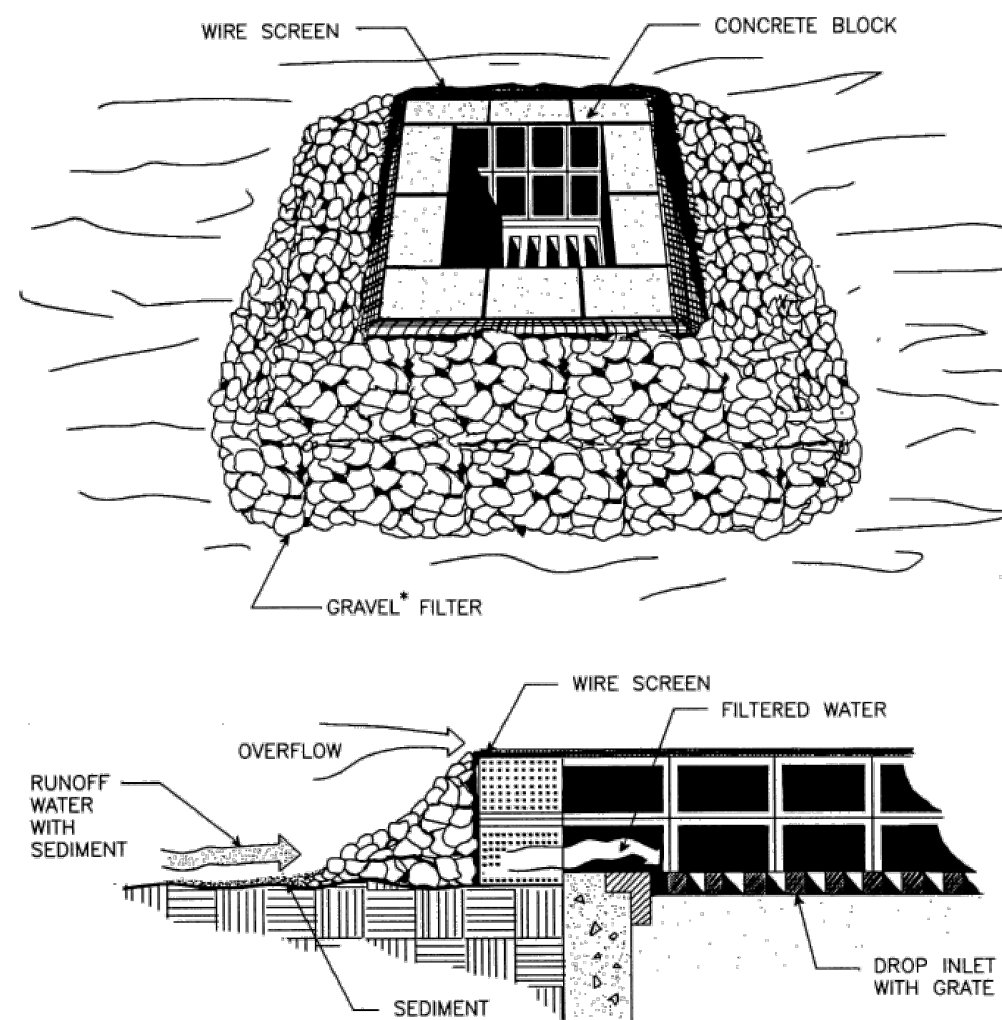 WIRE SCREEN
CONCRETE BLOCK
GRAVEL* FILTER
WIRE SCREEN
FILTERED WATER
OVERFLOW
RUNOFF
WATER
WITH
SEDIMENT
DROP INLET
WITH GRATE
SEDIMENT